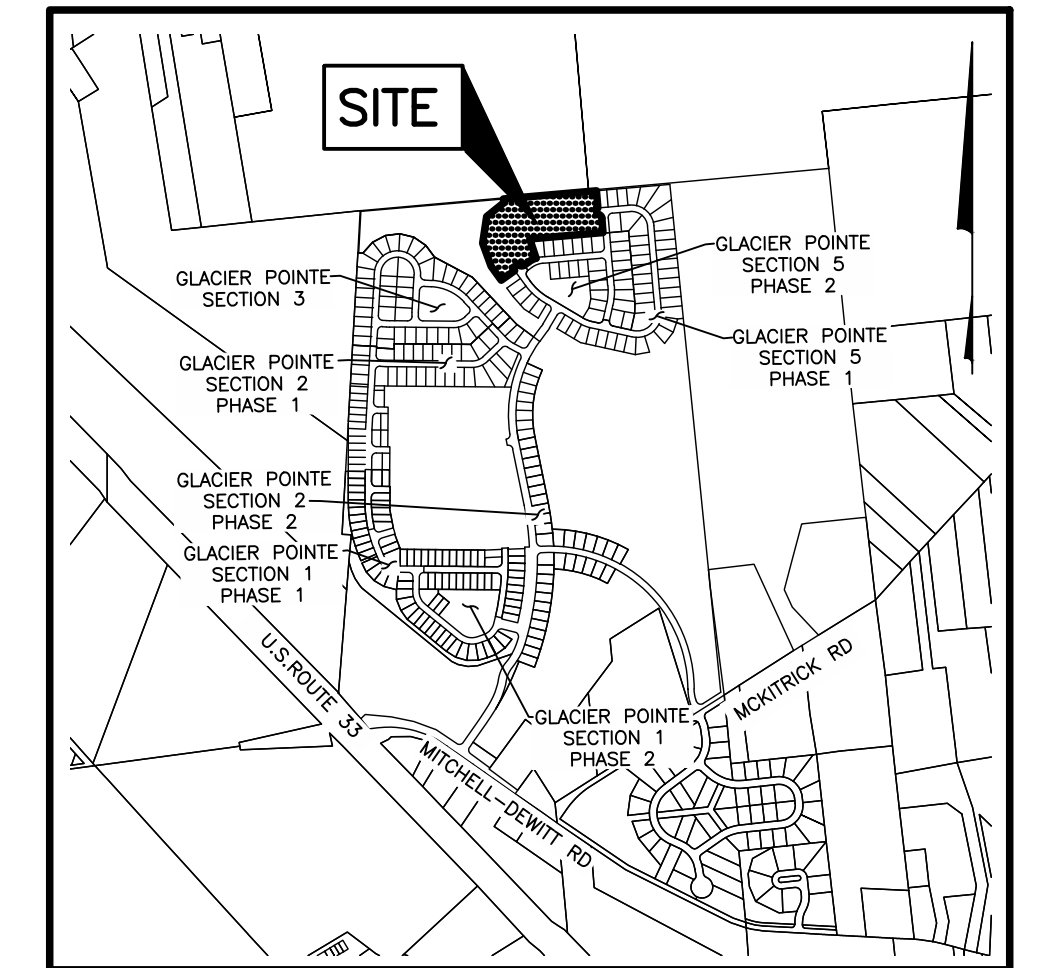 SITE
GLACIER POINTE
SECTION 5
PHASE 2
GLACIER POINTE
SECTION 3
GLACIER POINTE
SECTION 5
PHASE 1
GLACIER POINTE
SECTION 2
PHASE 1
GLACIER POINTE
SECTION 2
PHASE 2
GLACIER POINTE
SECTION 1
PHASE 1
U.S.ROUTE 33
MCKITRICK RD
GLACIER POINTE
SECTION 1
PHASE 2
MITCHELL-DEWITT RD